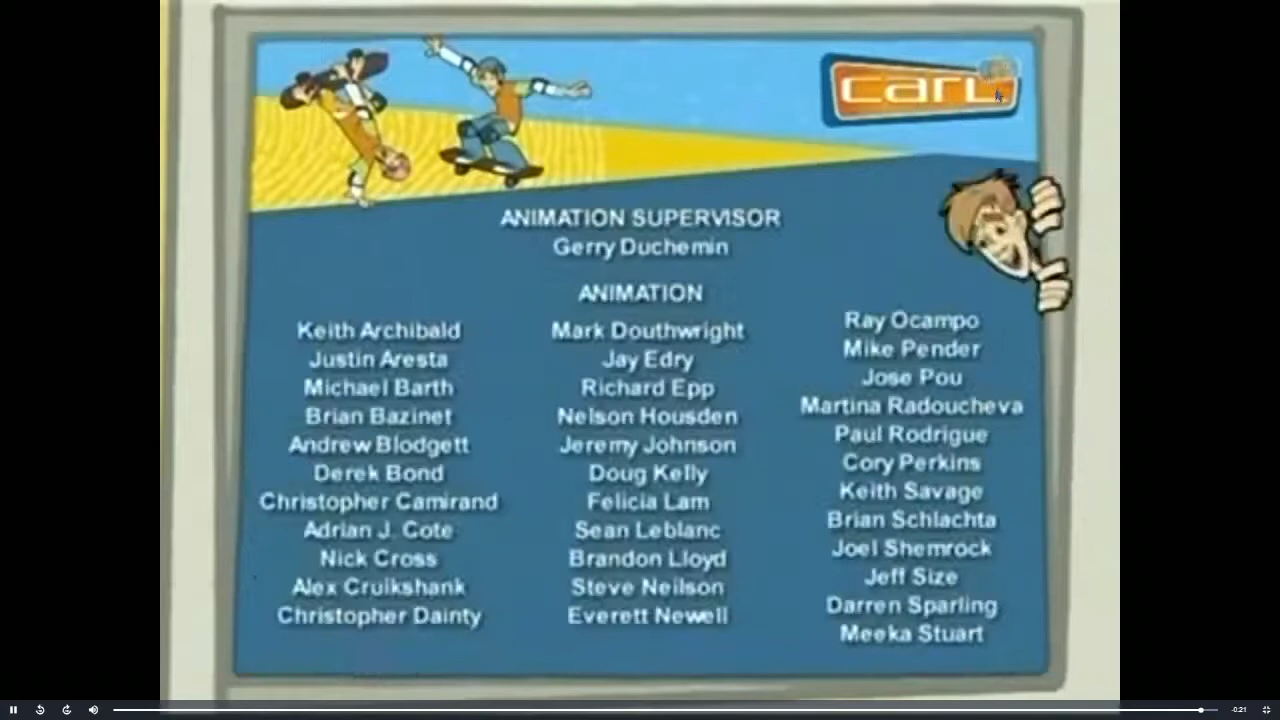 carl
ANIMATION SUPERVISOR
Gerry Duchemin
ANIMATION
Keith Archibald
Justin Aresta
Michael Barth
Brian Bazinet
Andrew Blodgett
Derek Bond
Christopher Camirand
Adrian J. Cote
Nick Cross
Alex Cruikshank
Christopher Dainty
Mark Douthwright
Jay Edry
Richard Epp
Nelson Housden
Jeremy Johnson
Doug Kelly
Felicia Lam
Sean Leblanc
Brandon Lloyd
Steve Neilson
Everett Newell
Ray Ocampo
Mike Pender
Jose Pou
Martina Radoucheva
Paul Rodrigue
Cory Perkins
Keith Savage
Brian Schlachta
Joel Shemrock
Jeff Size
Darren Sparling
Meeka Stuart
-0:21